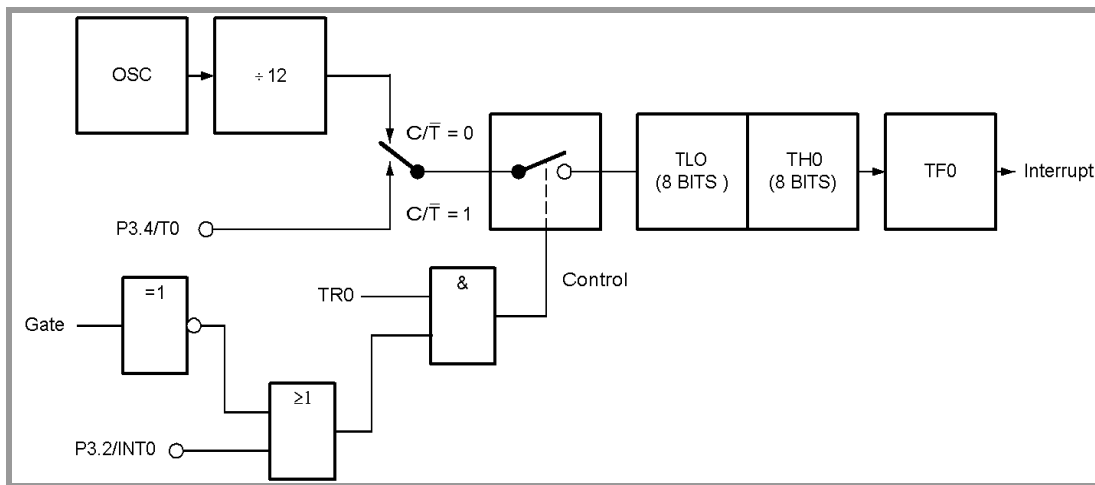 OSC
÷ 12
C/T̅ = 0
C/T̅ = 1
P3.4/T0
TLO
(8 BITS )
TH0
(8 BITS)
TF0
Interrupt
Control
TR0
&
=1
Gate
≥1
P3.2/INT0